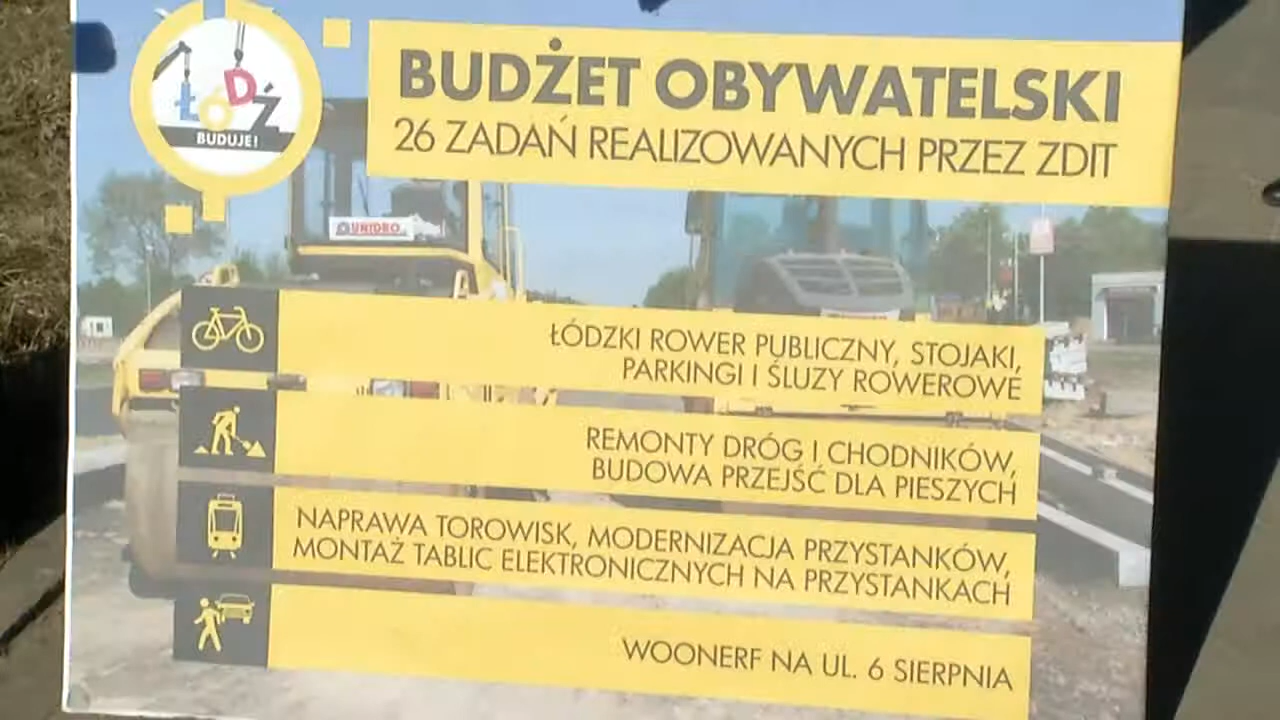 ŁÓDŹ
BUDUJE!
BUDŻET OBYWATELSKI
26 ZADAŃ REALIZOWANYCH PRZEZ ZDIT
UNIDRO
ŁÓDZKI ROWER PUBLICZNY, STOJAKI,
PARKINGI I ŚLUZY ROWEROWE
REMONTY DRÓG I CHODNIKÓW,
BUDOWA PRZEJŚĆ DLA PIESZYCH
NAPRAWA TOROWISK, MODERNIZACJA PRZYSTANKÓW,
MONTAŻ TABLIC ELEKTRONICZNYCH NA PRZYSTANKACH
WOONERF NA UL. 6 SIERPNIA